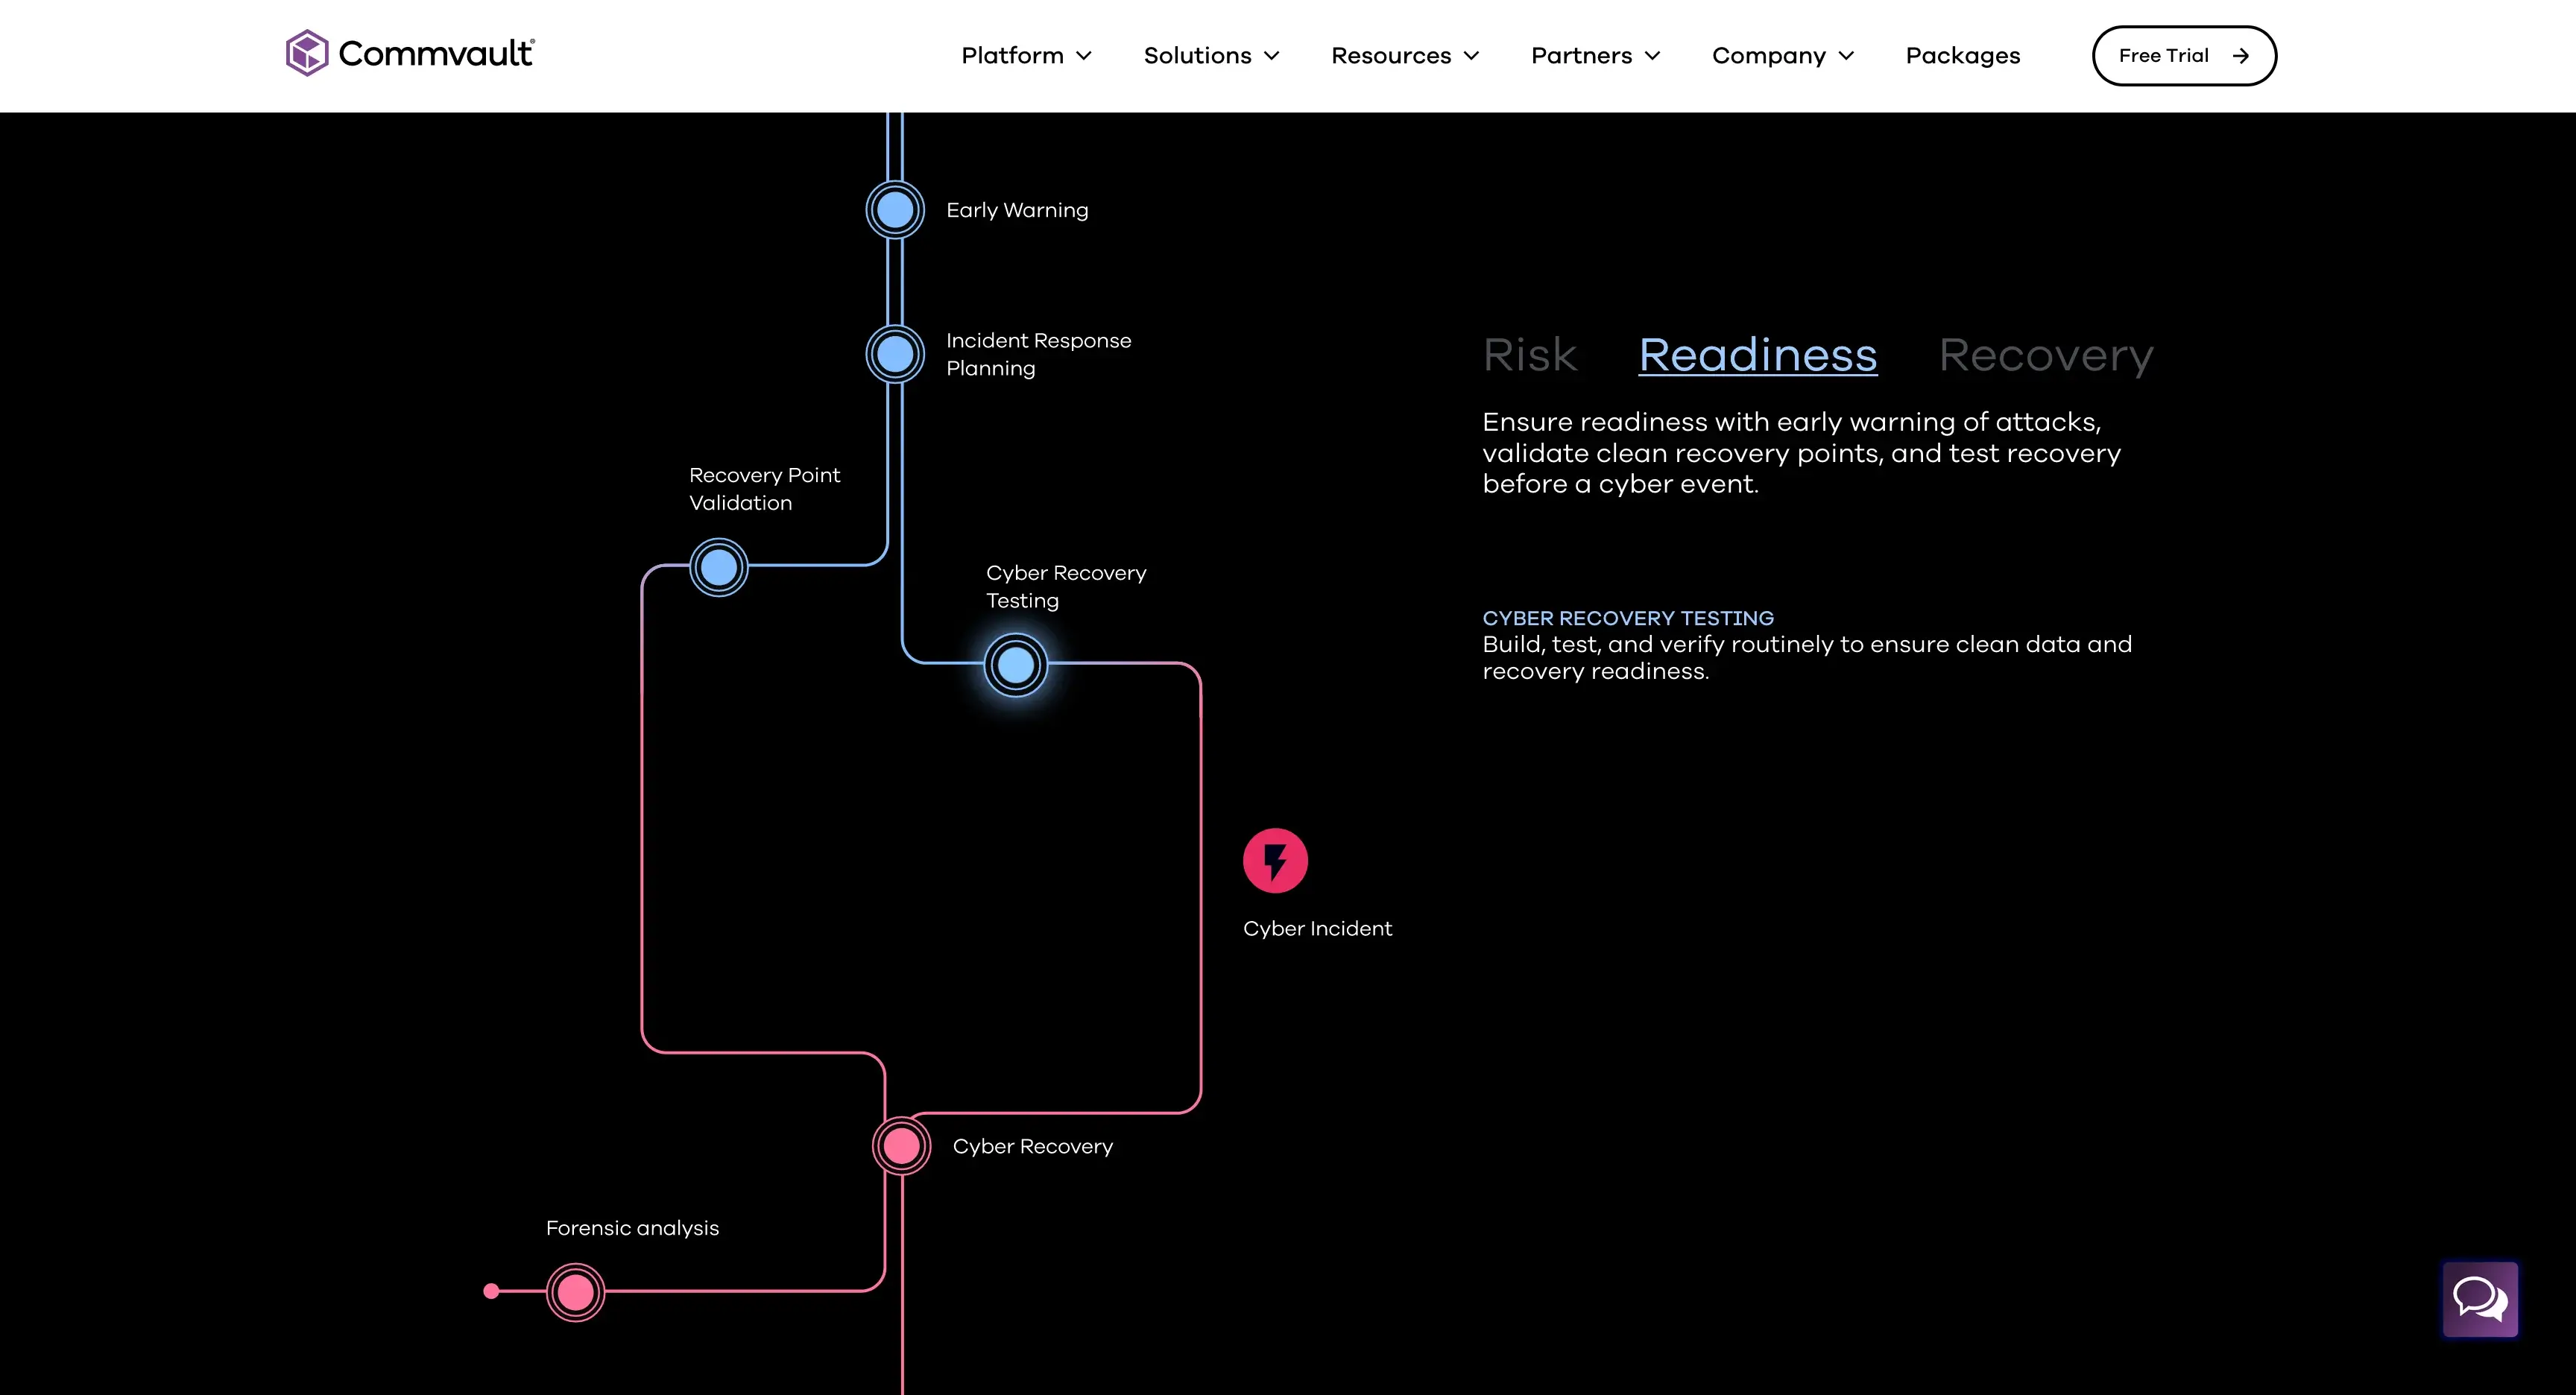 Commvault®
Platform
Solutions
Resources
Partners
Company
Packages
Free Trial
Early Warning
Incident Response
Planning
Recovery Point
Validation
Cyber Recovery
Testing
Cyber Incident
Cyber Recovery
Forensic analysis
Risk Readiness Recovery
Ensure readiness with early warning of attacks,
validate clean recovery points, and test recovery
before a cyber event.
CYBER RECOVERY TESTING
Build, test, and verify routinely to ensure clean data and
recovery readiness.